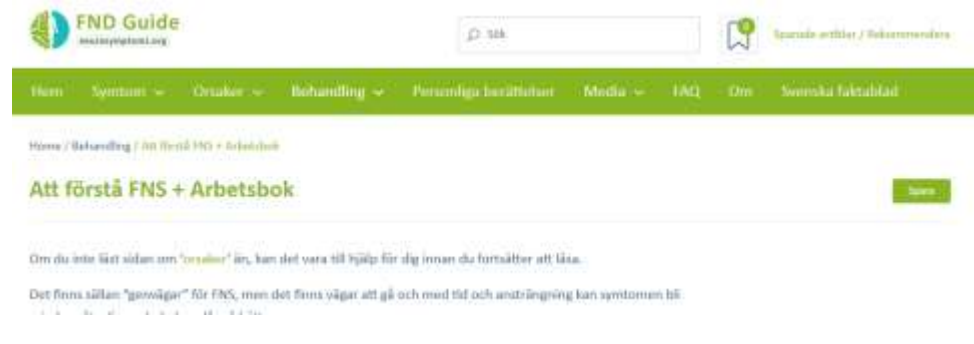 FND Guide
neurosymptoms.org
Sök
0
Sparade artiklar / Rekommendera
Hem Symtom Orsaker Behandling Personliga berättelser Media FAQ Om Svenska faktablad
Home / Behandling / Att förstå FNS + Arbetsbok
Att förstå FNS + Arbetsbok
Spara
Om du inte läst sidan om "orsaker" än, kan det vara till hjälp för dig innan du fortsätter att läsa.
Det finns sällan "genvägar" för FNS, men det finns vägar att gå och med tid och ansträngning kan symtomen bli